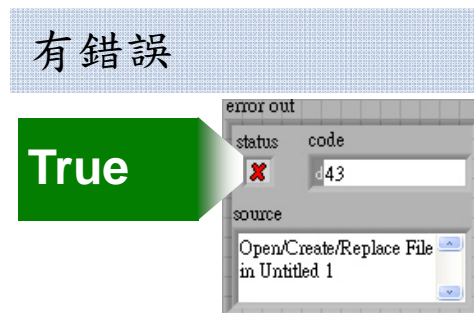 有錯誤
error out
status code
True
d43
source
Open/Create/Replace File
in Untitled 1